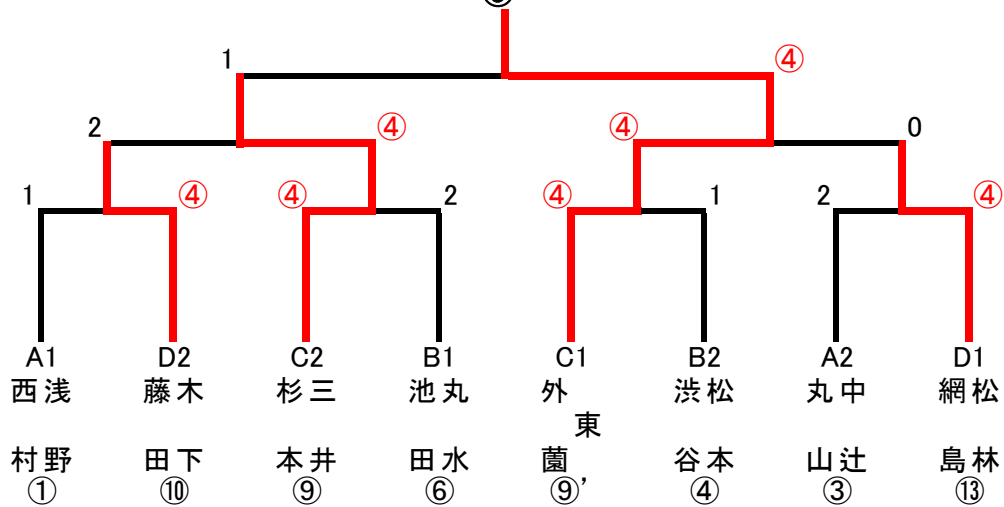 1 ④
2 ④ ④ 0
1 ④ ④ 2 ④ 1 2 ④
A1 D2 C2 B1 C1 B2 A2 D1
西浅 藤木 杉三 池丸 外 渋松 丸中 網松
東
村野 田下 本井 田水 薗 谷本 山辻 島林
① ⑩ ⑨ ⑥ ⑨, ④ ③ ⑬